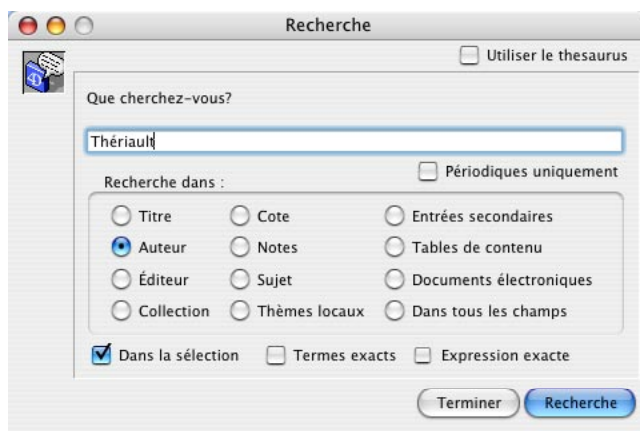 Recherche
Utiliser le thesaurus
Que cherchez-vous?
Thériault
Périodiques uniquement
Recherche dans :
Titre Cote Entrées secondaires
Auteur Notes Tables de contenu
Éditeur Sujet Documents électroniques
Collection Thèmes locaux Dans tous les champs
Dans la sélection Termes exacts Expression exacte
Terminer Recherche